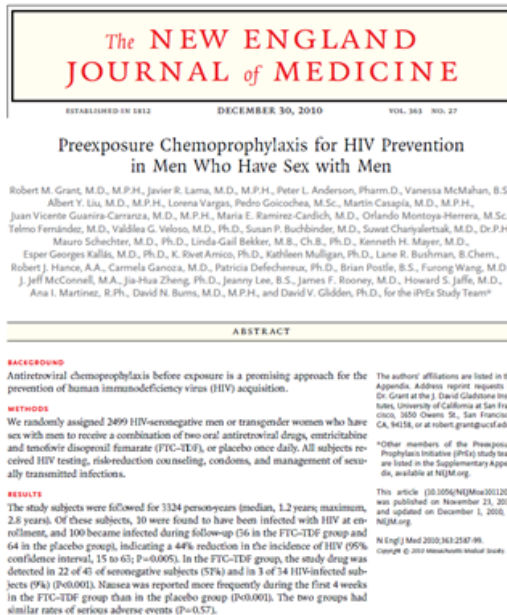 The NEW ENGLAND
JOURNAL of MEDICINE
ESTABLISHED IN 1812
DECEMBER 30, 2010
VOL. 363 NO. 27
Preexposure Chemoprophylaxis for HIV Prevention
in Men Who Have Sex with Men
Robert M. Grant, M.D., M.P.H., Javier R. Lama, M.D., M.P.H., Peter L. Anderson, Pharm.D., Vanessa McMahan, B.S
Albert Y. Liu, M.D., M.P.H., Lorena Vargas, Pedro Goicochea, M.Sc., Martín Casapía, M.D., M.P.H.,
Juan Vicente Guanira-Carranza, M.D., M.P.H., Maria E. Ramirez-Cardich, M.D., Orlando Montoya-Herrera, M.Sc.
Telmo Fernández, M.D., Valdilea G. Veloso, M.D., Ph.D., Susan P. Buchbinder, M.D., Suwat Chariyalertsak, M.D., Dr.P.H
Mauro Schechter, M.D., Ph.D., Linda-Gail Bekker, M.B., Ch.B., Ph.D., Kenneth H. Mayer, M.D.,
Esper Georges Kallás, M.D., Ph.D., K. Rivet Amico, Ph.D., Kathleen Mulligan, Ph.D., Lane R. Bushman, B.Chem.,
Robert J. Hance, A.A., Carmela Ganoza, M.D., Patricia Defechereux, Ph.D., Brian Postle, B.S., Furong Wang, M.D
J. Jeff McConnell, M.A., Jia-Hua Zheng, Ph.D., Jeanny Lee, B.S., James F. Rooney, M.D., Howard S. Jaffe, M.D.,
Ana I. Martinez, R.Ph., David N. Burns, M.D., M.P.H., and David V. Glidden, Ph.D., for the iPrEx Study Team*
ABSTRACT
BACKGROUND
Antiretroviral chemoprophylaxis before exposure is a promising approach for the
prevention of human immunodeficiency virus (HIV) acquisition.
METHODS
We randomly assigned 2499 HIV-seronegative men or transgender women who have
sex with men to receive a combination of two oral antiretroviral drugs, emtricitabine
and tenofovir disoproxil fumarate (FTC–TDF), or placebo once daily. All subjects re-
ceived HIV testing, risk-reduction counseling, condoms, and management of sexu-
ally transmitted infections.
RESULTS
The study subjects were followed for 3324 person-years (median, 1.2 years; maximum,
2.8 years). Of these subjects, 10 were found to have been infected with HIV at en-
rollment, and 100 became infected during follow-up (36 in the FTC–TDF group and
64 in the placebo group), indicating a 44% reduction in the incidence of HIV (95%
confidence interval, 15 to 63; P=0.005). In the FTC–TDF group, the study drug was
detected in 22 of 43 of seronegative subjects (51%) and in 3 of 34 HIV-infected sub-
jects (9%) (P<0.001). Nausea was reported more frequently during the first 4 weeks
in the FTC–TDF group than in the placebo group (P<0.001). The two groups had
similar rates of serious adverse events (P=0.57).
The authors' affiliations are listed in th
Appendix. Address reprint requests
Dr. Grant at the J. David Gladstone Inst
tutes, University of California at San Fra
cisco, 1650 Owens St., San Francisc
CA, 94158, or at robert.grant@ucsf.ed
*Other members of the Preexposu
Prophylaxis Initiative (iPrEx) study tea
are listed in the Supplementary Appe
dix, available at NEJM.org.
This article (10.1056/NEJMoa101120
was published on November 23, 201
and updated on December 1, 2010,
NEJM.org.
N Engl J Med 2010;363:2587-99.
Copyright © 2010 Massachusetts Medical Society.